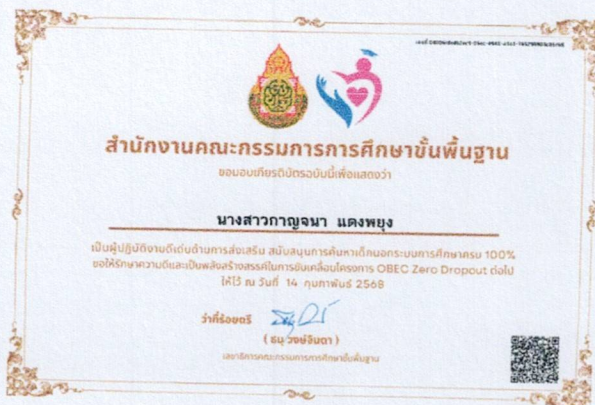 สำนักงานคณะกรรมการการศึกษาขั้นพื้นฐาน
ขอมอบเกียรติบัตรฉบับนี้เพื่อแสดงว่า
นางสาวกาญจนา แดงพยุง
เป็นผู้ปฏิบัติงานดีเด่นด้านการส่งเสริม สนับสนุนการค้นหาเด็กนอกระบบการศึกษาครบ 100%
ขอให้รักษาความดีและเป็นพลังสร้างสรรค์ในการขับเคลื่อนโครงการ OBEC Zero Dropout ต่อไป
ให้ไว้ ณ วันที่ 14 กุมภาพันธ์ 2568
ว่าที่ร้อยตรี
( ธนุ วงษ์จินดา )
เลขาธิการคณะกรรมการการศึกษาขั้นพื้นฐาน